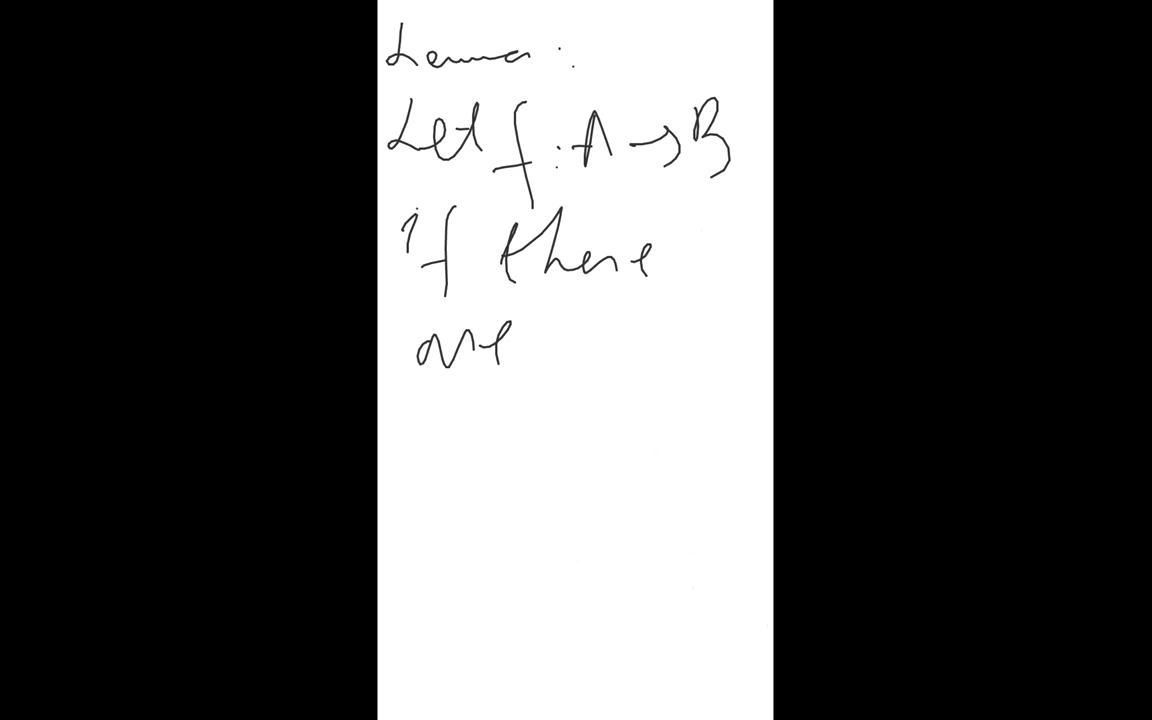 Lemma :
Let f : A → B
if there
are